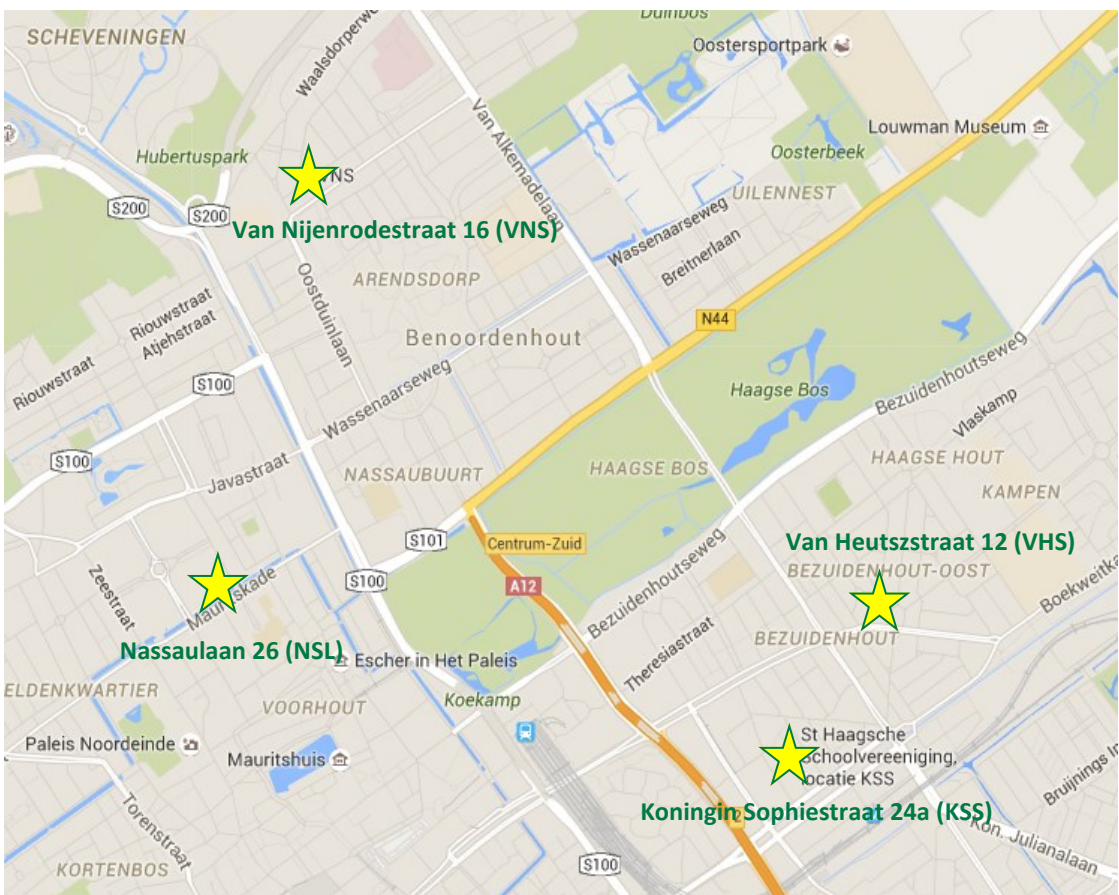 SCHEVENINGEN
Duinbos
Waalsdorperweg
Oostersportpark
Van Alkemadelaan
Louwman Museum
Hubertuspark
Oosterbeek
VNS
UILENNEST
S200
S200
Van Nijenrodestraat 16 (VNS)
Wassenaarseweg
Breitnerlaan
ARENDSDORP
Oostduinlaan
Riouwstraat
Atjehstraat
N44
Benoordenhout
Riouwstraat
S100
Wassenaarseweg
Haagse Bos
Bezuidenhoutseweg
Vlaskamp
S100
Javastraat
NASSAUBUURT
HAAGSE BOS
HAAGSE HOUT
KAMPEN
S101
Centrum-Zuid
Van Heutszstraat 12 (VHS)
S100
A12
BEZUIDENHOUT-OOST
Zeestraat
Mauritskade
Bezuidenhoutseweg
Boekweitka
BEZUIDENHOUT
Nassaulaan 26 (NSL)
Escher in Het Paleis
Theresiastraat
ELDENKWARTIER
VOORHOUT
Koekamp
Paleis Noordeinde
Mauritshuis
St Haagsche
Schoolvereeniging,
locatie KSS
Bruijnings In
Koningin Sophiestraat 24a (KSS)
Torenstraat
Kon. Julianalaan
KORTENBOS
S100